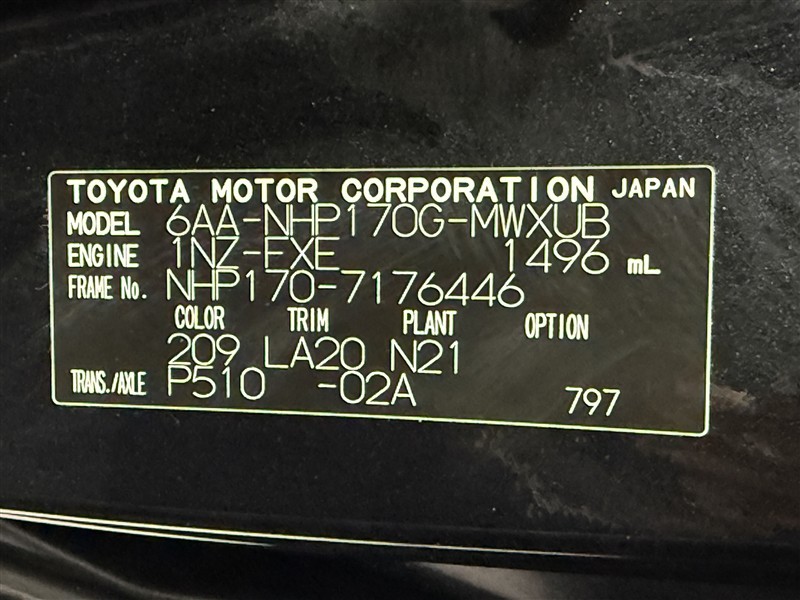 TOYOTA MOTOR CORPORATION JAPAN
MODEL 6AA-NHP170G-MWXUB
ENGINE 1NZ-FXE 1496 mL
FRAME No. NHP170-7176446
COLOR TRIM PLANT OPTION
209 LA20 N21
TRANS./AXLE P510 -02A 797